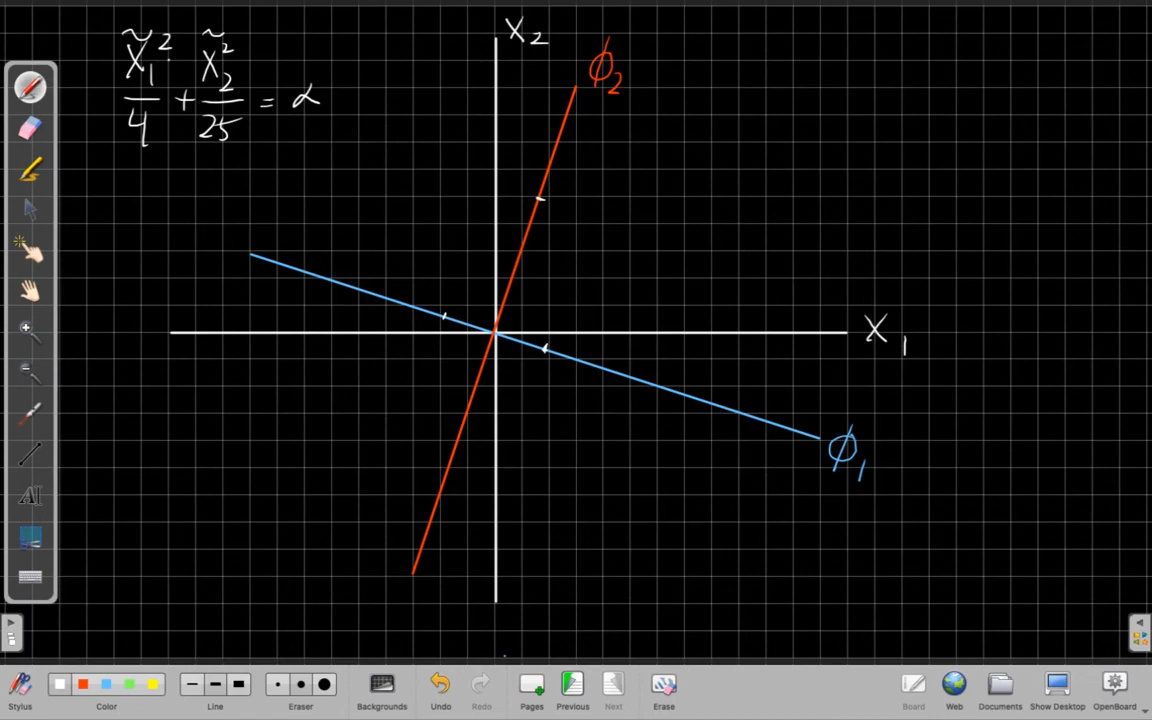 x̃₁²/4 + x̃₂²/25 = α
x₂
ϕ₂
x₁
ϕ₁
AI
Stylus
Color
Line
Eraser
Backgrounds
Undo
Redo
Pages
Previous
Next
Erase
Board
Web
Documents
Show Desktop
OpenBoard